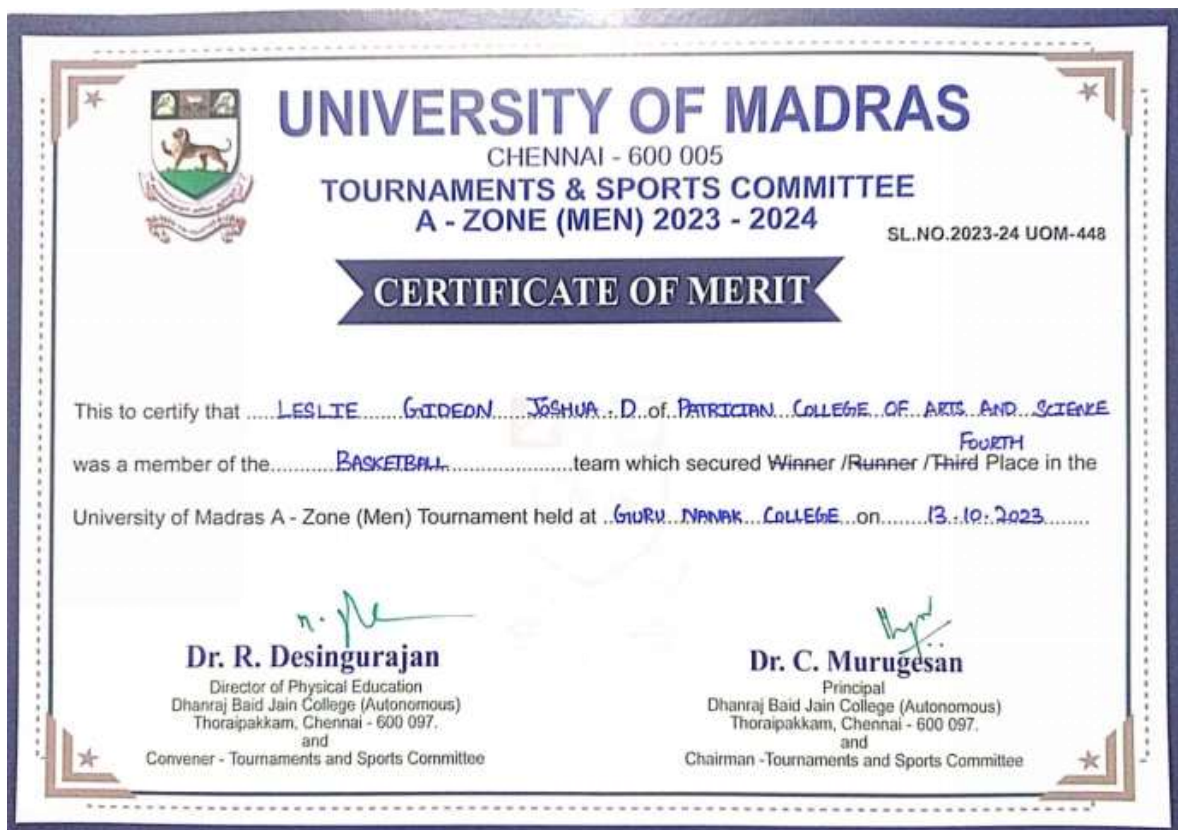 UNIVERSITY OF MADRAS
CHENNAI - 600 005
TOURNAMENTS & SPORTS COMMITTEE
A - ZONE (MEN) 2023 - 2024
SL.NO.2023-24 UOM-448
CERTIFICATE OF MERIT
This to certify that LESLIE GIDEON JOSHUA . D of PATRICIAN COLLEGE OF ARTS AND SCIENCE
FOURTH
was a member of the BASKETBALL team which secured Winner /Runner /Third Place in the
University of Madras A - Zone (Men) Tournament held at GURU NANAK COLLEGE on 13.10.2023
Dr. R. Desingurajan
Director of Physical Education
Dhanraj Baid Jain College (Autonomous)
Thoraipakkam, Chennai - 600 097.
and
Convener - Tournaments and Sports Committee
Dr. C. Murugesan
Principal
Dhanraj Baid Jain College (Autonomous)
Thoraipakkam, Chennai - 600 097.
and
Chairman -Tournaments and Sports Committee